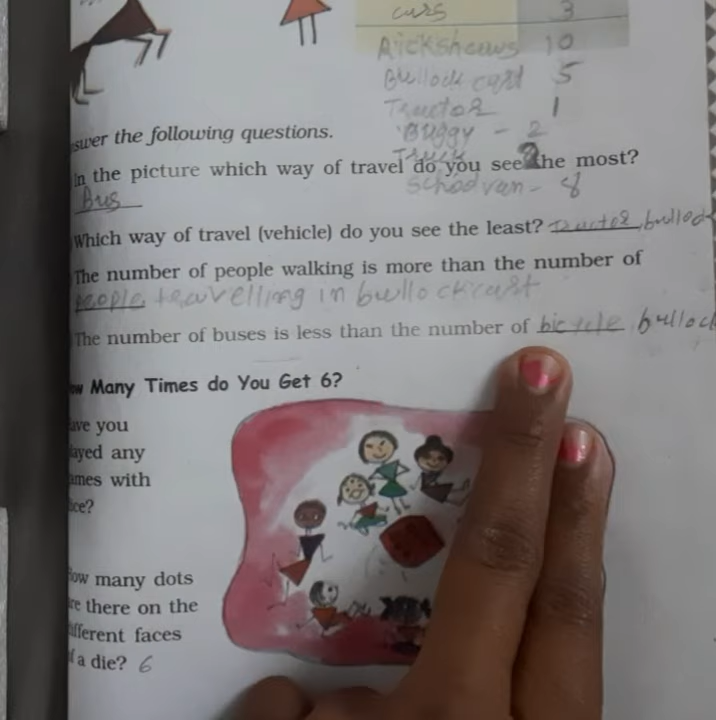 cars 3
Rickshaws 10
Bullock cart 5
Tractor 1
swer the following questions.
Buggy - 2
Truck
In the picture which way of travel do you see the most?
School van - 8
Bus
Which way of travel (vehicle) do you see the least? Tractor, bullock
The number of people walking is more than the number of
people travelling in bullock cart
The number of buses is less than the number of bicycle, bullock
ow Many Times do You Get 6?
ave you
layed any
ames with
ice?
ow many dots
re there on the
ifferent faces
f a die? 6